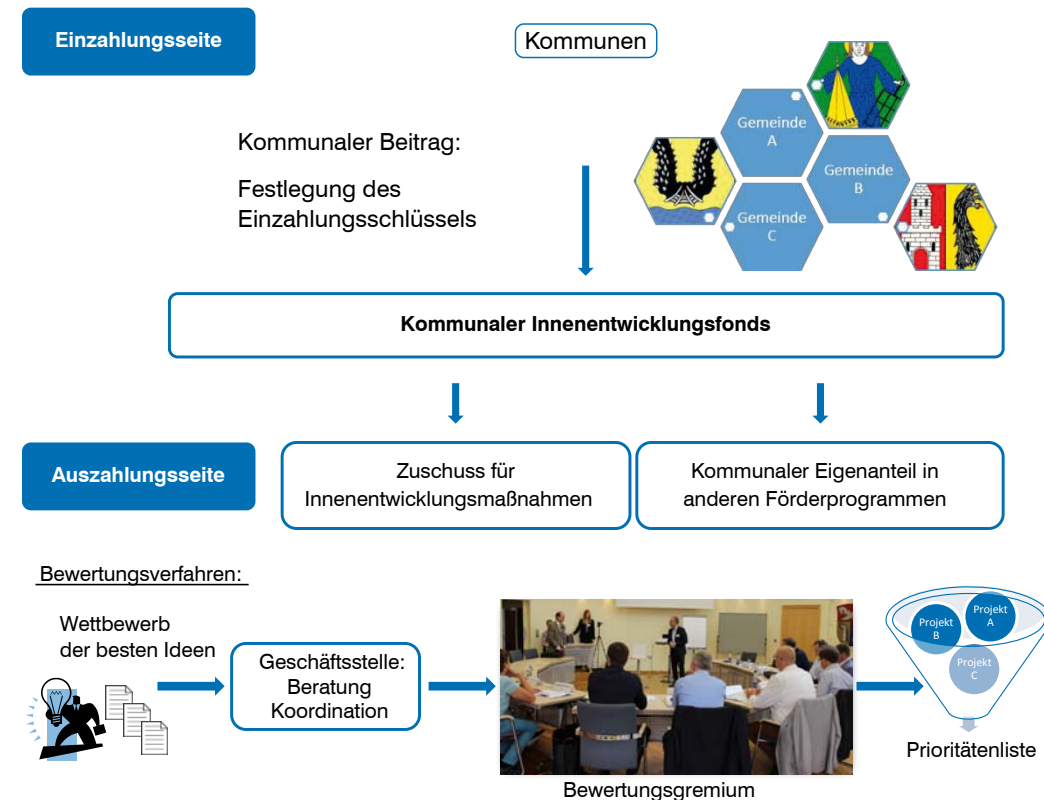 Einzahlungsseite
Kommunen
Gemeinde
A
Gemeinde
B
Gemeinde
C
Kommunaler Beitrag:
Festlegung des
Einzahlungsschlüssels
Kommunaler Innenentwicklungsfonds
Auszahlungsseite
Zuschuss für
Innenentwicklungsmaßnahmen
Kommunaler Eigenanteil in
anderen Förderprogrammen
Bewertungsverfahren:
Wettbewerb
der besten Ideen
Geschäftsstelle:
Beratung
Koordination
Bewertungsgremium
Projekt
A
Projekt
B
Projekt
C
Prioritätenliste